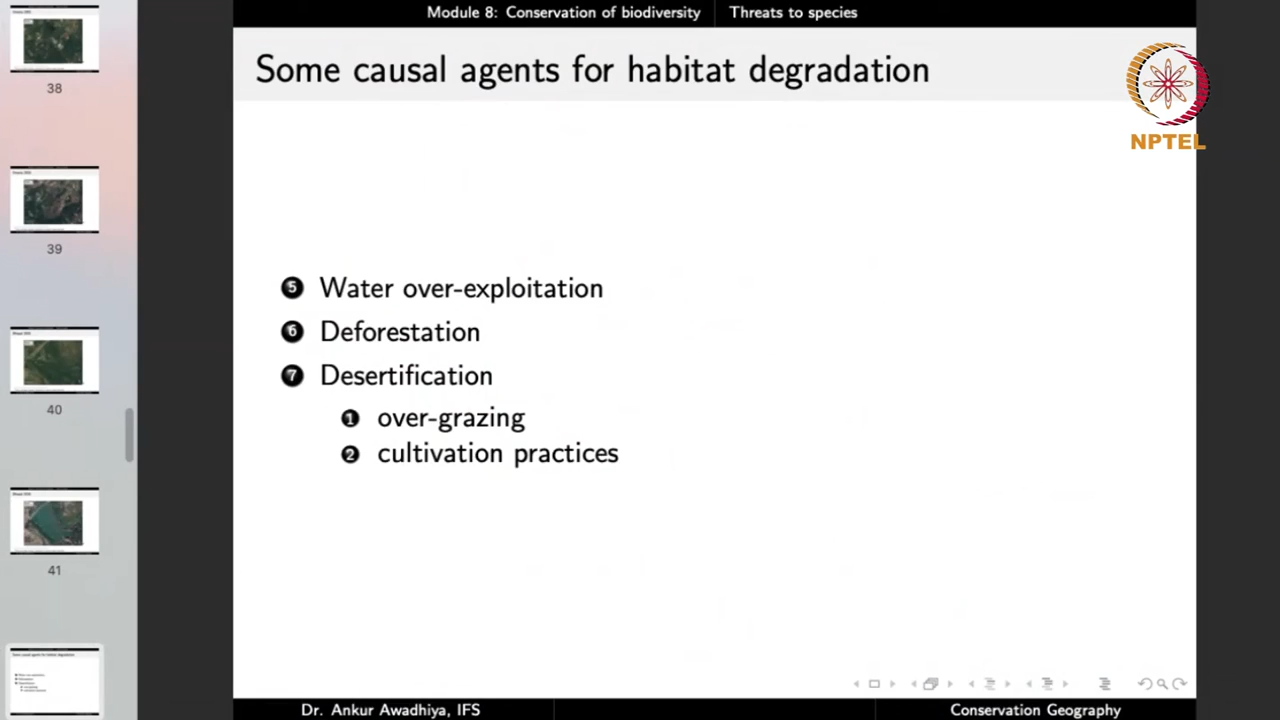 Module 8: Conservation of biodiversity Threats to species
Some causal agents for habitat degradation
NPTEL
5 Water over-exploitation
6 Deforestation
7 Desertification
1 over-grazing
2 cultivation practices
Dr. Ankur Awadhiya, IFS Conservation Geography
38
39
40
41